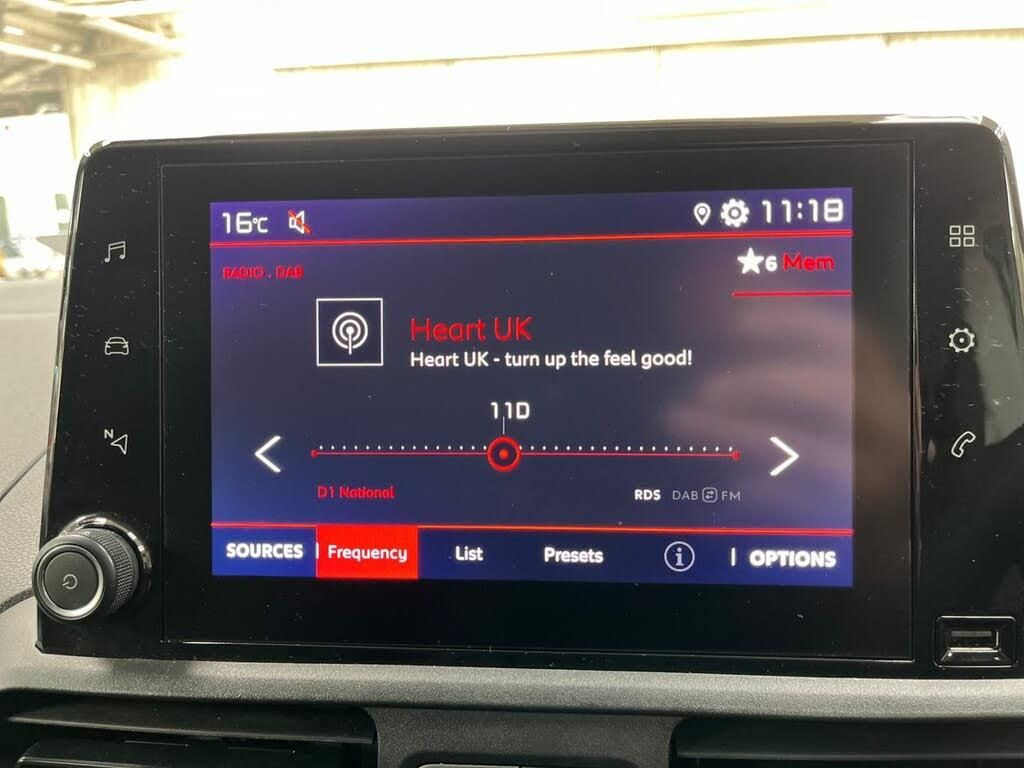 16°C 11:18
RADIO . DAB
6 Mem
Heart UK
Heart UK - turn up the feel good!
11D
D1 National
RDS DAB FM
SOURCES Frequency List Presets i OPTIONS
N